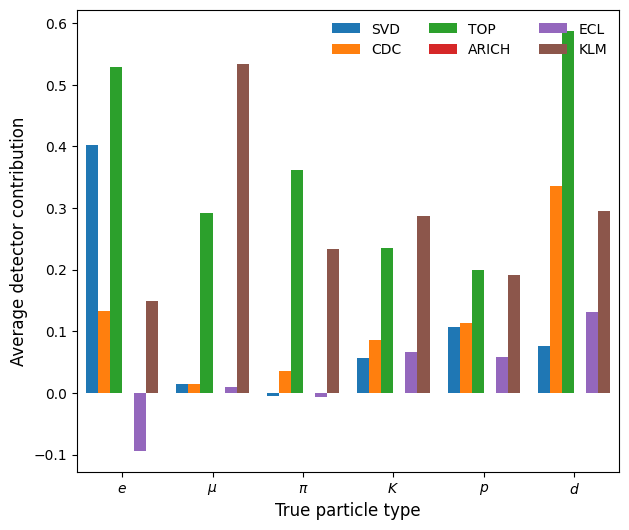 SVD TOP ECL
CDC ARICH KLM
0.6
0.5
0.4
0.3
0.2
0.1
0.0
−0.1
Average detector contribution
e μ π K p d
True particle type